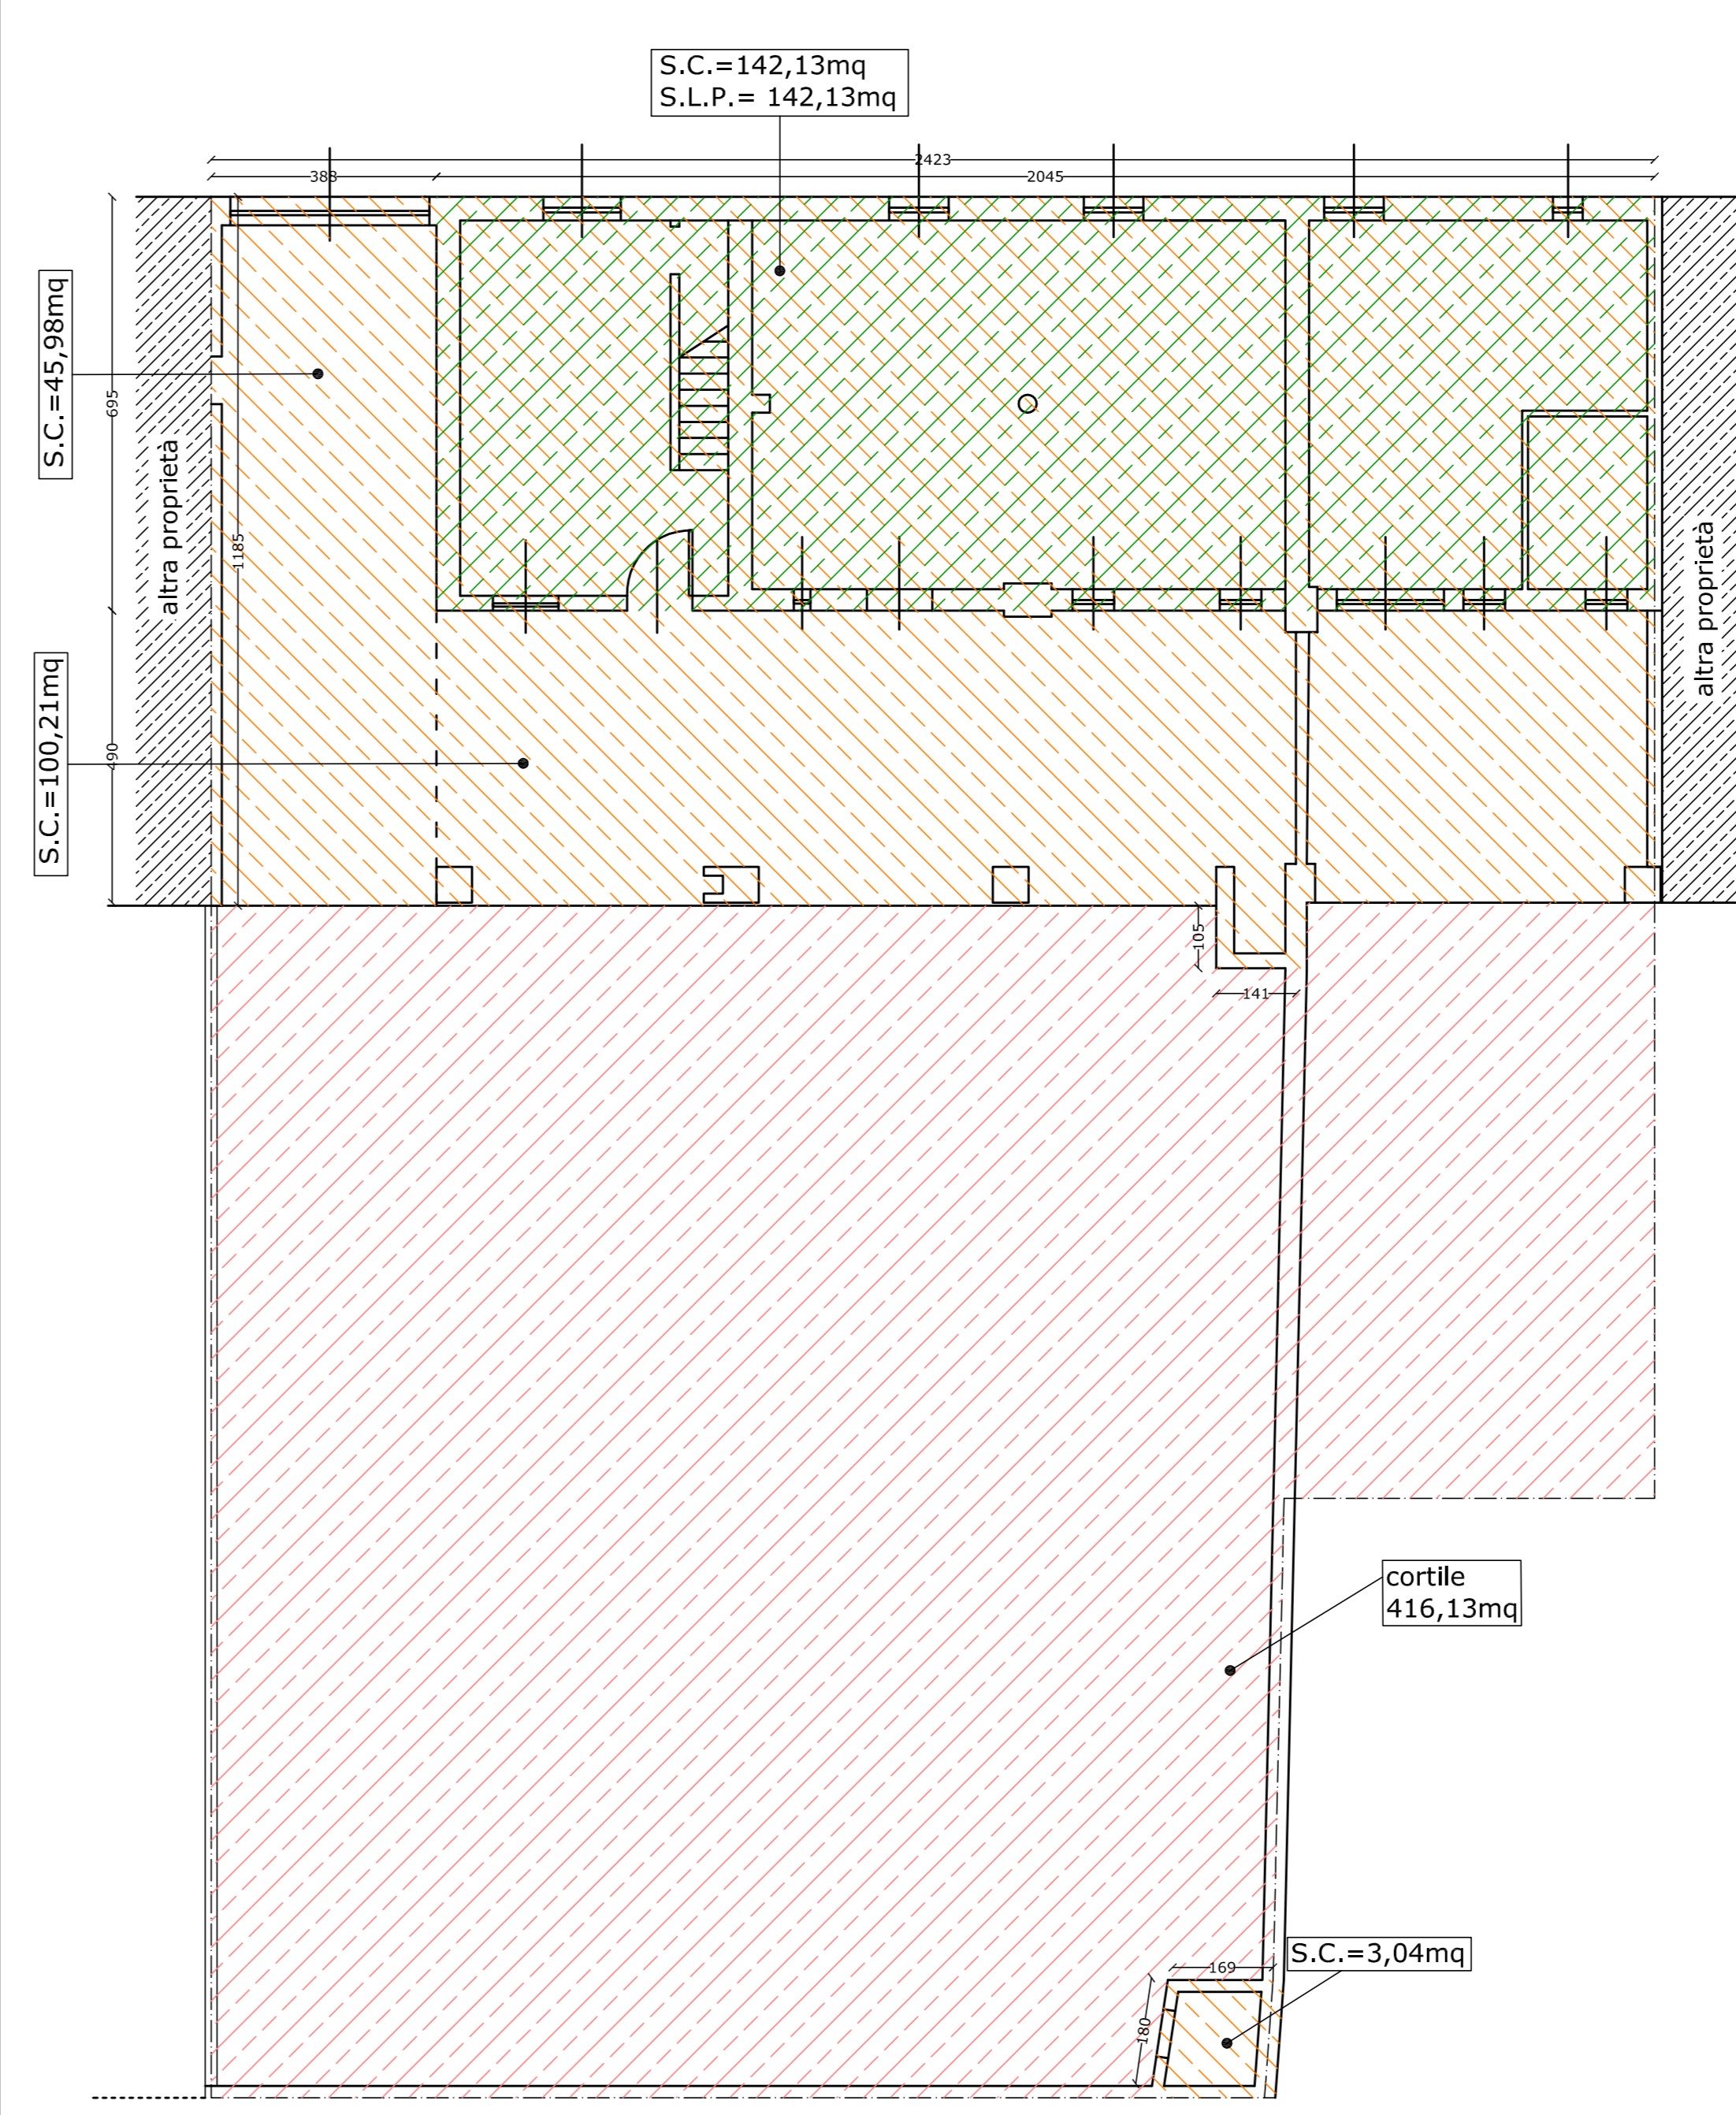 S.C.=142,13mq
S.L.P.= 142,13mq
2423
388
2045
S.C.=45,98mq
695
altra proprietà
1185
altra proprietà
S.C.=100,21mq
490
105
141
cortile
416,13mq
S.C.=3,04mq
169
180